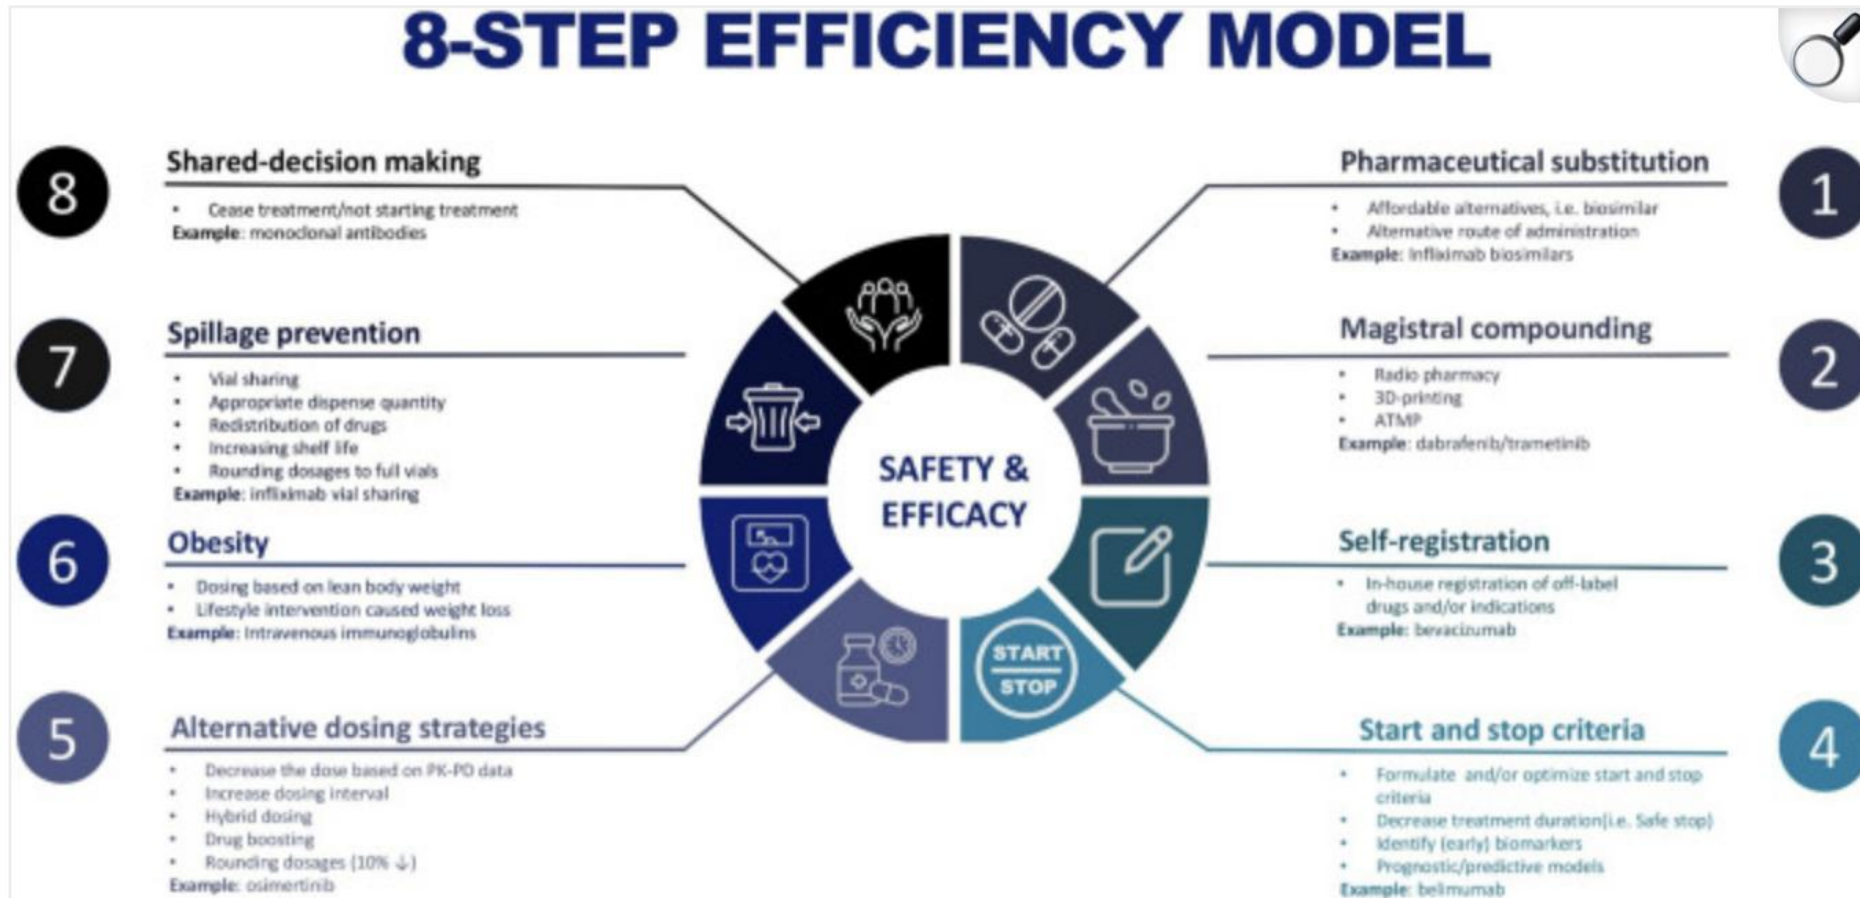 8-STEP EFFICIENCY MODEL
8
Shared-decision making
• Cease treatment/not starting treatment
Example: monoclonal antibodies
7
Spillage prevention
• Vial sharing
• Appropriate dispense quantity
• Redistribution of drugs
• Increasing shelf life
• Rounding dosages to full vials
Example: infliximab vial sharing
6
Obesity
• Dosing based on lean body weight
• Lifestyle intervention caused weight loss
Example: Intravenous immunoglobulins
5
Alternative dosing strategies
• Decrease the dose based on PK-PD data
• Increase dosing interval
• Hybrid dosing
• Drug boosting
• Rounding dosages (10% ↓)
Example: osimertinib
SAFETY &
EFFICACY
START
STOP
Pharmaceutical substitution
1
• Affordable alternatives, i.e. biosimilar
• Alternative route of administration
Example: Infliximab biosimilars
Magistral compounding
2
• Radio pharmacy
• 3D-printing
• ATMP
Example: dabrafenib/trametinib
Self-registration
3
• In-house registration of off-label
drugs and/or indications
Example: bevacizumab
Start and stop criteria
4
• Formulate and/or optimize start and stop
criteria
• Decrease treatment duration(i.e. Safe stop)
• Identify (early) biomarkers
• Prognostic/predictive models
Example: belimumab